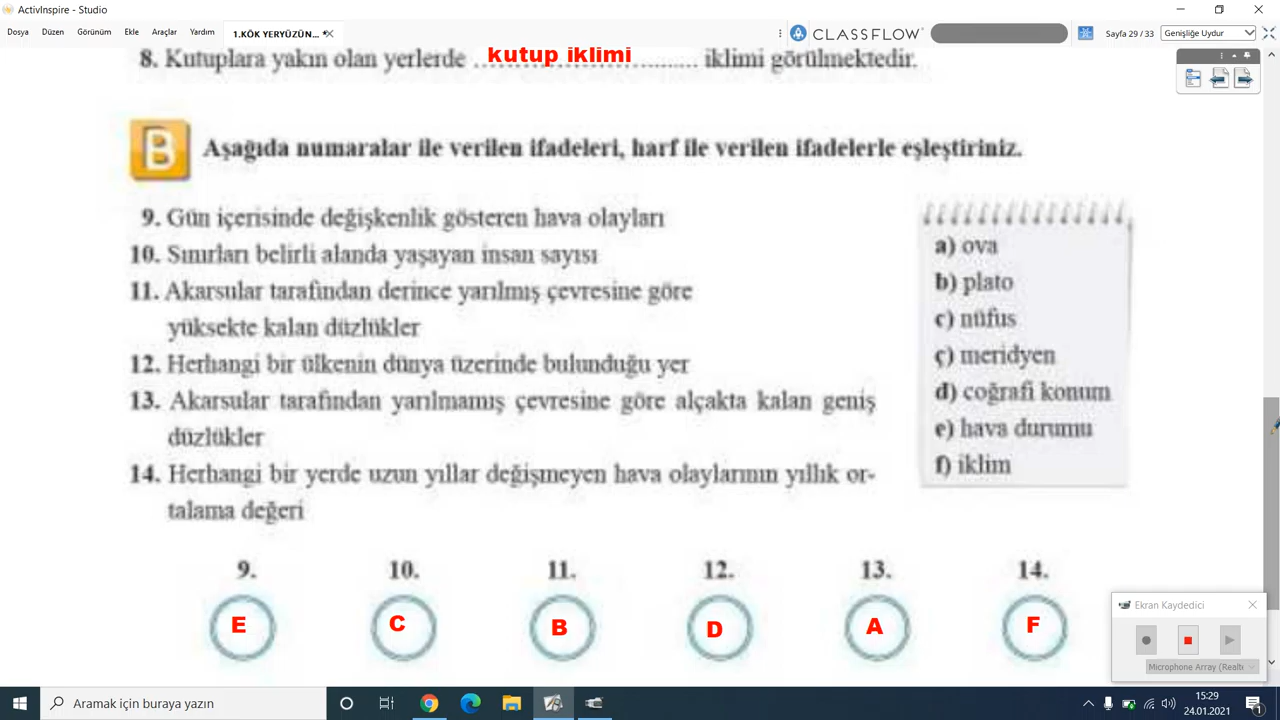 ActivInspire - Studio
Dosya Düzen Görünüm Ekle Araçlar Yardım 1.KÖK YERYÜZÜN... CLASSFLOW Sayfa 29 / 33 Genişliğe Uydur
kutup iklimi
8. Kutuplara yakın olan yerlerde .................................. iklimi görülmektedir.
B Aşağıda numaralar ile verilen ifadeleri, harf ile verilen ifadelerle eşleştiriniz.
9. Gün içerisinde değişkenlik gösteren hava olayları
10. Sınırları belirli alanda yaşayan insan sayısı
11. Akarsular tarafından derince yarılmış çevresine göre
yüksekte kalan düzlükler
12. Herhangi bir ülkenin dünya üzerinde bulunduğu yer
13. Akarsular tarafından yarılmamış çevresine göre alçakta kalan geniş
düzlükler
14. Herhangi bir yerde uzun yıllar değişmeyen hava olaylarının yıllık or-
talama değeri
a) ova
b) plato
c) nüfus
ç) meridyen
d) coğrafi konum
e) hava durumu
f) iklim
9. 10. 11. 12. 13. 14.
E C B D A F
Ekran Kaydedici
Microphone Array (Realte
Aramak için buraya yazın
15:29
24.01.2021
1